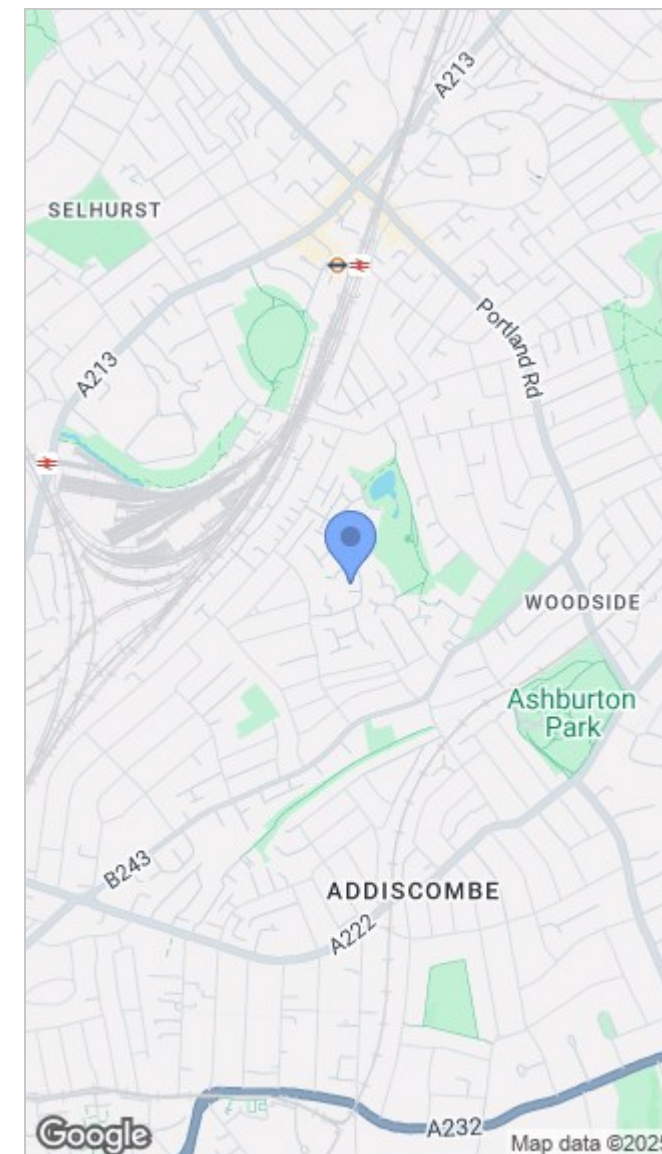 A213
SELHURST
Portland Rd
A213
WOODSIDE
Ashburton
Park
B243
ADDISCOMBE
A222
A232
Google
Map data ©2025